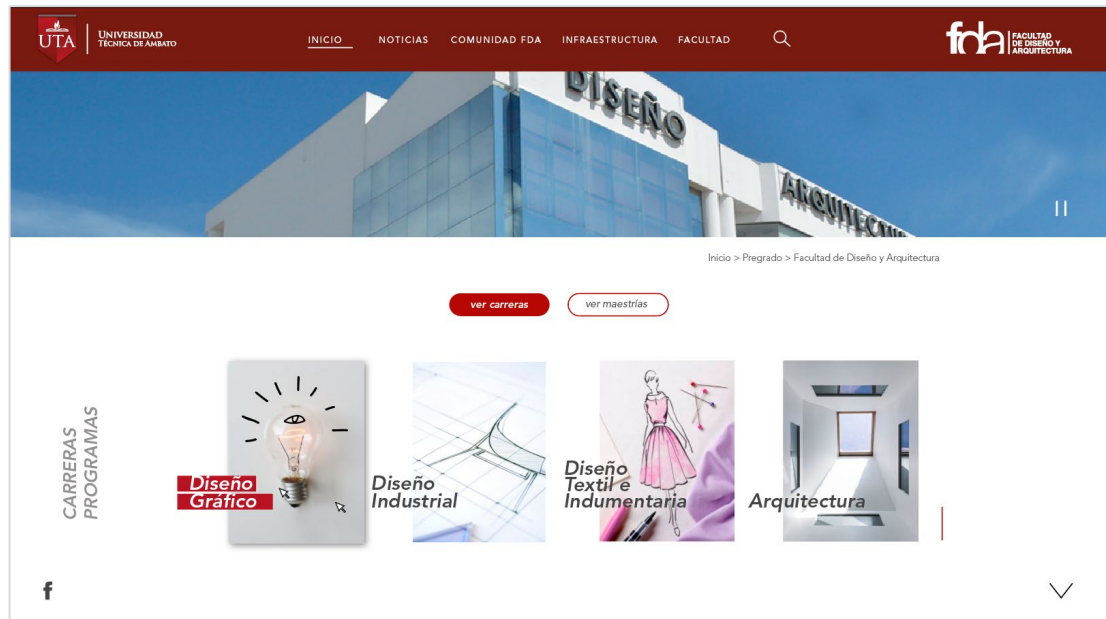 UTA
UNIVERSIDAD
TÉCNICA DE AMBATO
INICIO NOTICIAS COMUNIDAD FDA INFRAESTRUCTURA FACULTAD
fda
FACULTAD
DE DISEÑO Y
ARQUITECTURA
DISEÑO
ARQUITECTU
Inicio > Pregrado > Facultad de Diseño y Arquitectura
ver carreras
ver maestrías
CARRERAS
PROGRAMAS
Diseño
Gráfico
Diseño
Industrial
Diseño
Textil e
Indumentaria
Arquitectura
f